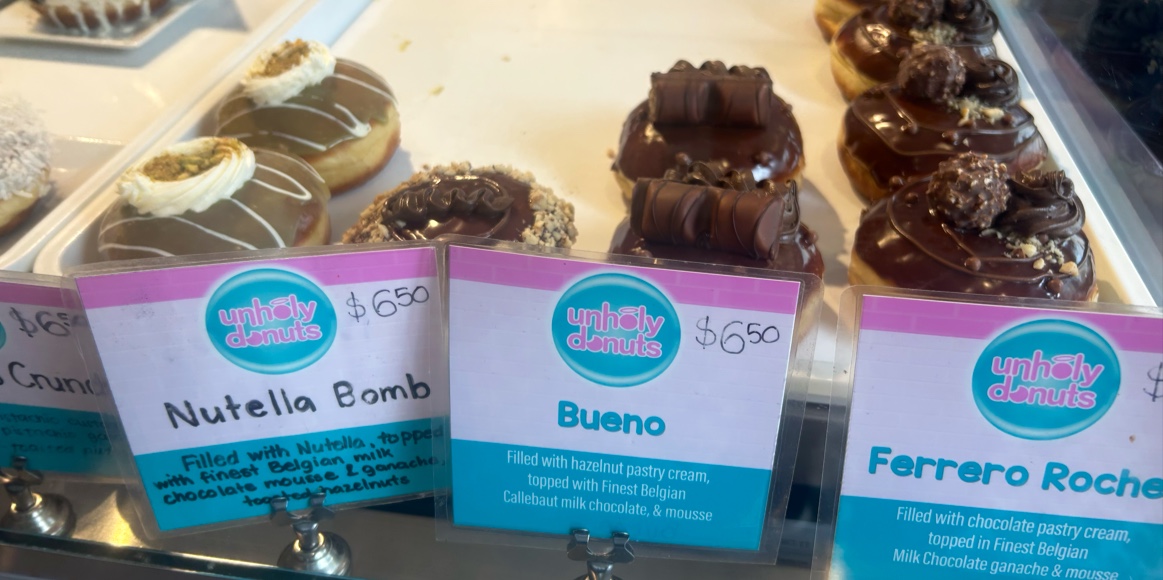 $6.5
Crunc
unholy
donuts
$6.50
Nutella Bomb
Filled with Nutella, topped
with finest Belgian milk
chocolate mousse & ganache
toasted hazelnuts
unholy
donuts
$6.50
Bueno
Filled with hazelnut pastry cream,
topped with Finest Belgian
Callebaut milk chocolate, & mousse
unholy
donuts
$
Ferrero Roche
Filled with chocolate pastry cream,
topped in Finest Belgian
Milk Chocolate ganache & mousse